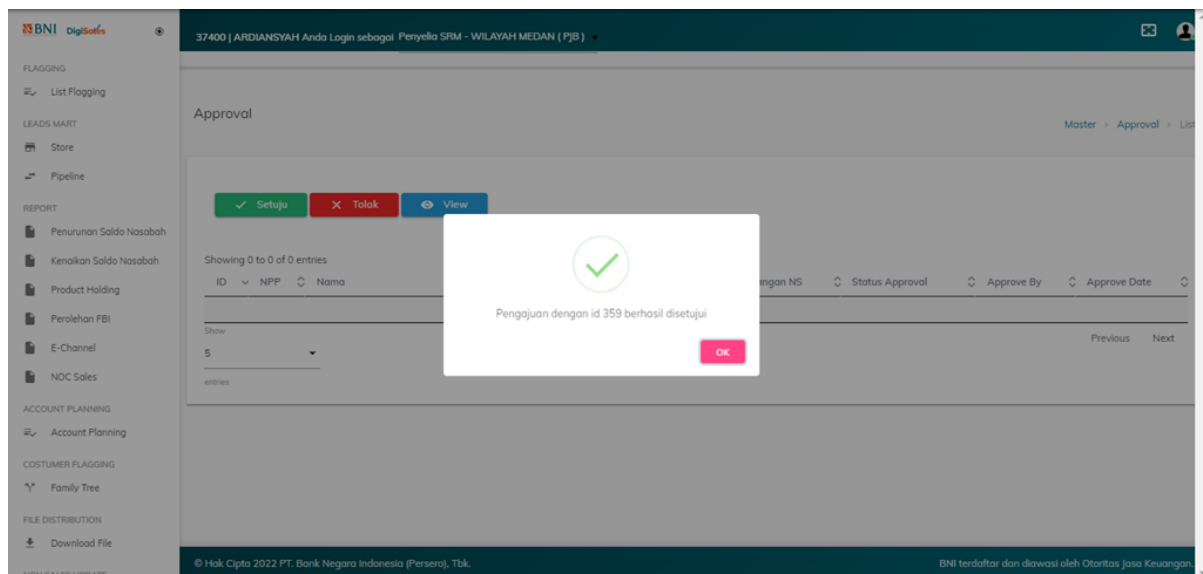 BNI DigiSales
37400 | ARDIANSYAH Anda Login sebagai Penyelia SRM - WILAYAH MEDAN ( PJB )
FLAGGING
List Flagging
LEADS MART
Store
Pipeline
REPORT
Penurunan Saldo Nasabah
Kenaikan Saldo Nasabah
Product Holding
Perolehan FBI
E-Channel
NOC Sales
ACCOUNT PLANNING
Account Planning
COSTUMER FLAGGING
Family Tree
FILE DISTRIBUTION
Download File
Approval
Master > Approval > List
Setuju
Tolak
View
Showing 0 to 0 of 0 entries
ID NPP Nama angan NS Status Approval Approve By Approve Date
Show
5
entries
Previous Next
Pengajuan dengan id 359 berhasil disetujui
OK
© Hak Cipta 2022 PT. Bank Negara Indonesia (Persero), Tbk.
BNI terdaftar dan diawasi oleh Otoritas Jasa Keuangan.